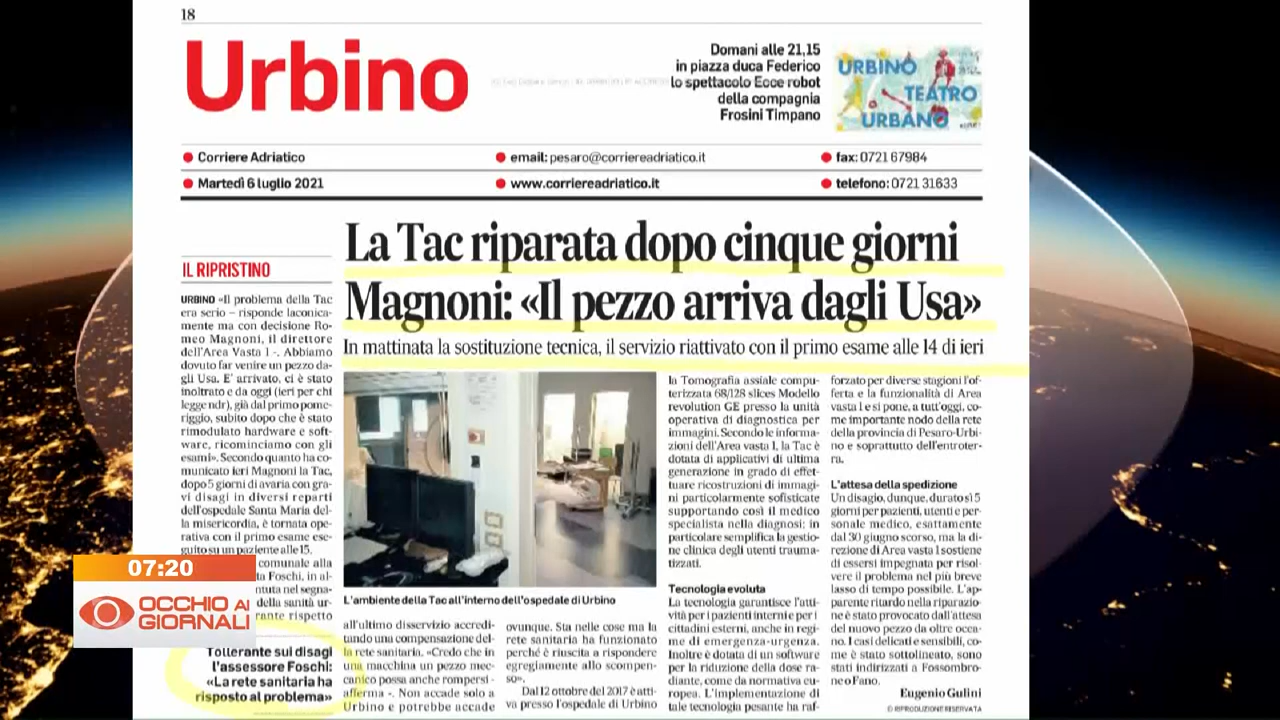 18
Urbino
Domani alle 21,15
in piazza duca Federico
lo spettacolo Ecce robot
della compagnia
Frosini Timpano
URBINO
TEATRO
URBANO
Corriere Adriatico
email: pesaro@corriereadriatico.it
fax: 0721 67984
Martedì 6 luglio 2021
www.corriereadriatico.it
telefono: 0721 31633
La Tac riparata dopo cinque giorni
Magnoni: «Il pezzo arriva dagli Usa»
In mattinata la sostituzione tecnica, il servizio riattivato con il primo esame alle 14 di ieri
IL RIPRISTINO
URBINO «Il problema della Tac
era serio – risponde laconica-
mente ma con decisione Ro-
meo Magnoni, il direttore
dell'Area Vasta 1 -. Abbiamo
dovuto far venire un pezzo da-
gli Usa. E' arrivato, ci è stato
inoltrato e da oggi (ieri per chi
legge ndr), già dal primo pome-
riggio, subito dopo che è stato
rimodulato hardware e soft-
ware, ricominciamo con gli
esami». Secondo quanto ha co-
municato ieri Magnoni la Tac,
dopo 5 giorni di avaria con gra-
vi disagi in diversi reparti
dell'ospedale Santa Maria del-
la misericordia, è tornata ope-
rativa con il primo esame ese-
guito su un paziente alle 15.
comunale alla
ta Foschi, in al-
ntuta nel segna-
della sanità ur-
rante rispetto
Tollerante sui disagi
l'assessore Foschi:
«La rete sanitaria ha
risposto al problema»
L'ambiente della Tac all'interno dell'ospedale di Urbino
all'ultimo disservizio accredi-
tando una compensazione del-
la rete sanitaria. «Credo che in
una macchina un pezzo mec-
canico possa anche rompersi -
afferma -. Non accade solo a
Urbino e potrebbe accade
ovunque. Sta nelle cose ma la
rete sanitaria ha funzionato
perché è riuscita a rispondere
egregiamente allo scompen-
so».
Dal 12 ottobre del 2017 è atti-
va presso l'ospedale di Urbino
la Tomografia assiale compu-
terizzata 68/128 slices Modello
revolution GE presso la unità
operativa di diagnostica per
immagini. Secondo le informa-
zioni dell'Area vasta 1, la Tac è
dotata di applicativi di ultima
generazione in grado di effet-
tuare ricostruzioni di immagi-
ni particolarmente sofisticate
supportando così il medico
specialista nella diagnosi; in
particolare semplifica la gestio-
ne clinica degli utenti trauma-
tizzati.
Tecnologia evoluta
La tecnologia garantisce l'atti-
vità per i pazienti interni e per i
cittadini esterni, anche in regi-
me di emergenza-urgenza.
Inoltre è dotata di un software
per la riduzione della dose ra-
diante, come da normativa eu-
ropea. L'implementazione di
tale tecnologia pesante ha raf-
forzato per diverse stagioni l'of-
ferta e la funzionalità di Area
vasta 1 e si pone, a tutt'oggi, co-
me importante nodo della rete
della provincia di Pesaro-Urbi-
no e soprattutto dell'entroter-
ra.
L'attesa della spedizione
Un disagio, dunque, durato sì 5
giorni per pazienti, utenti e per-
sonale medico, esattamente
dal 30 giugno scorso, ma la di-
rezione di Area vasta 1 sostiene
di essersi impegnata per risol-
vere il problema nel più breve
lasso di tempo possibile. L'ap-
parente ritardo nella riparazio-
ne è stato provocato dall'attesa
del nuovo pezzo da oltre ocea-
no. I casi delicati e sensibili, co-
me è stato sottolineato, sono
stati indirizzati a Fossombro-
ne o Fano.
Eugenio Gulini
© RIPRODUZIONE RISERVATA
07:20
OCCHIO AI
GIORNALI